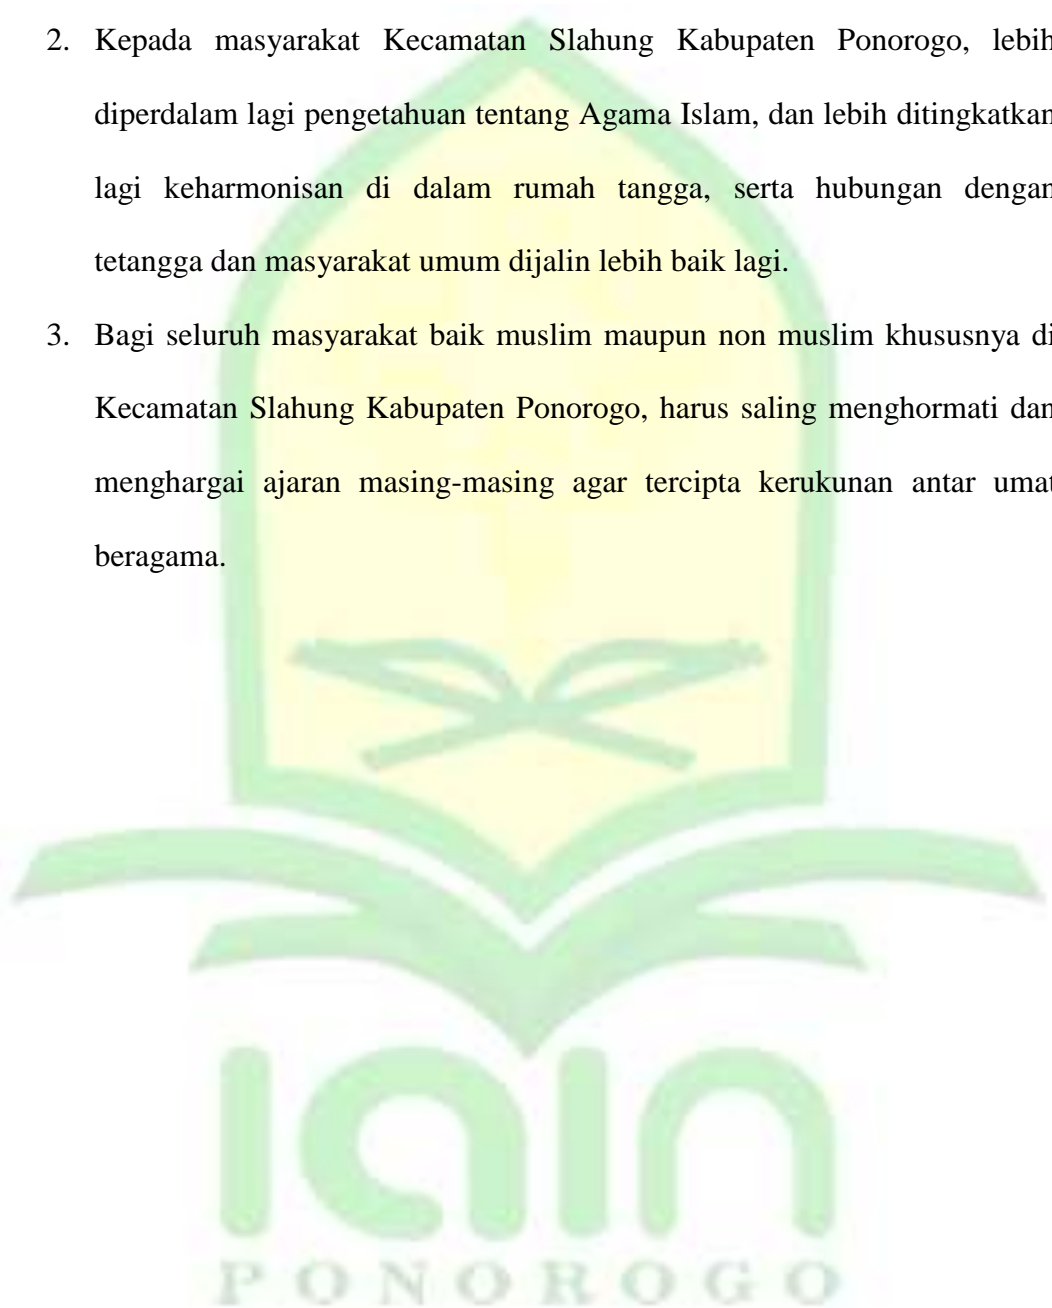 2. Kepada masyarakat Kecamatan Slahung Kabupaten Ponorogo, lebih
diperdalam lagi pengetahuan tentang Agama Islam, dan lebih ditingkatkan
lagi keharmonisan di dalam rumah tangga, serta hubungan dengan
tetangga dan masyarakat umum dijalin lebih baik lagi.
3. Bagi seluruh masyarakat baik muslim maupun non muslim khususnya di
Kecamatan Slahung Kabupaten Ponorogo, harus saling menghormati dan
menghargai ajaran masing-masing agar tercipta kerukunan antar umat
beragama.
iain
PONOROGO